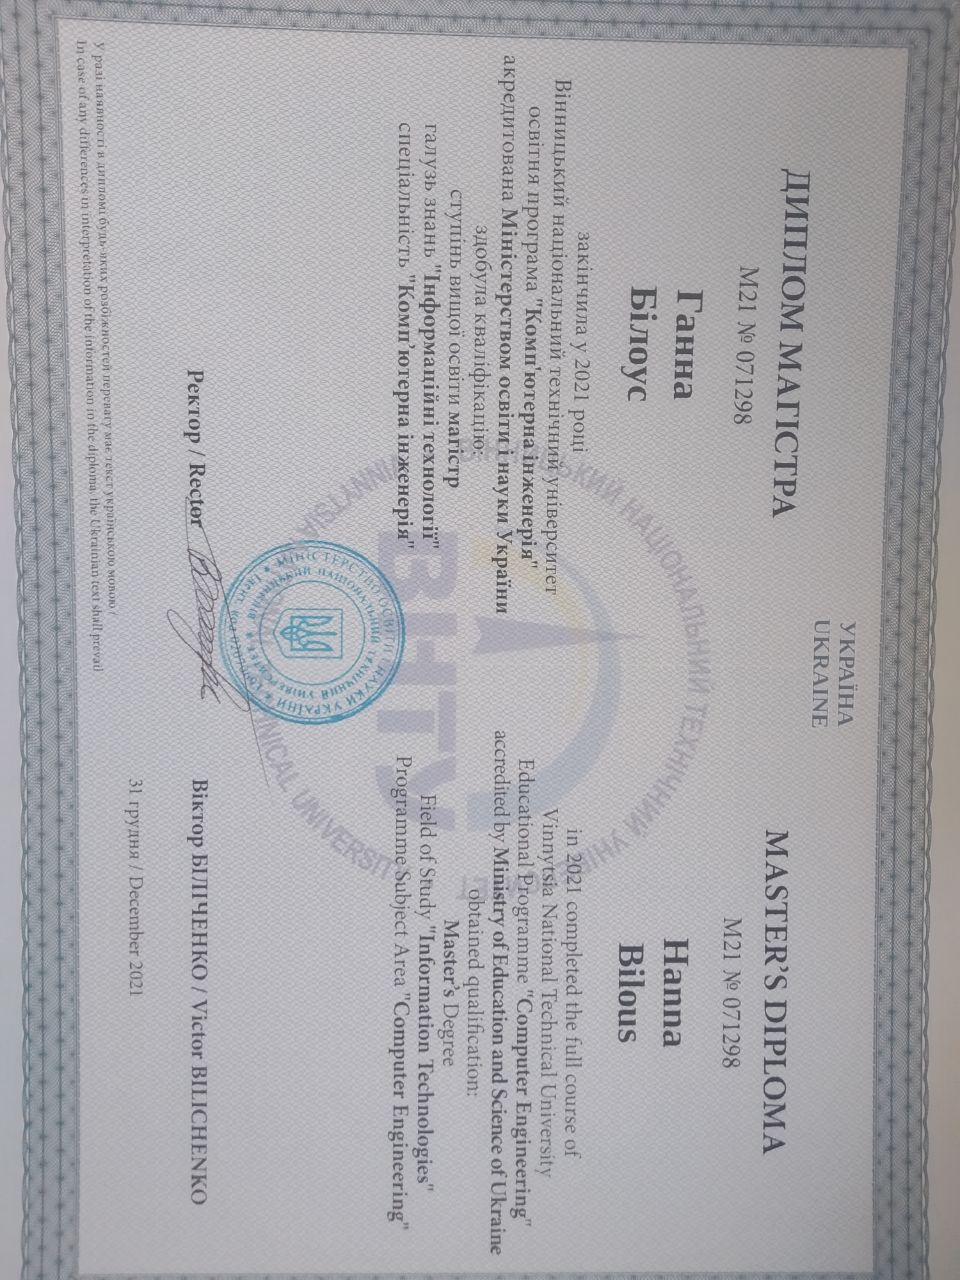 УКРАЇНА
UKRAINE
ДИПЛОМ МАГІСТРА
М21 № 071298
Ганна
Білоус
закінчила у 2021 році
Вінницький національний технічний університет
освітня програма "Комп'ютерна інженерія"
акредитована Міністерством освіти і науки України
здобула кваліфікацію:
ступінь вищої освіти магістр
галузь знань "Інформаційні технології"
спеціальність "Комп'ютерна інженерія"
MASTER'S DIPLOMA
M21 № 071298
Hanna
Bilous
in 2021 completed the full course of
Vinnytsia National Technical University
Educational Programme "Computer Engineering"
accredited by Ministry of Education and Science of Ukraine
obtained qualification:
Master's Degree
Field of Study "Information Technologies"
Programme Subject Area "Computer Engineering"
Ректор / Rector
Віктор БІЛІЧЕНКО / Victor BILICHENKO
31 грудня / December 2021
У разі наявності в дипломі будь-яких розбіжностей перевагу має текст українською мовою /
In case of any differences in interpretation of the information in the diploma, the Ukrainian text shall prevail
ВНТУ